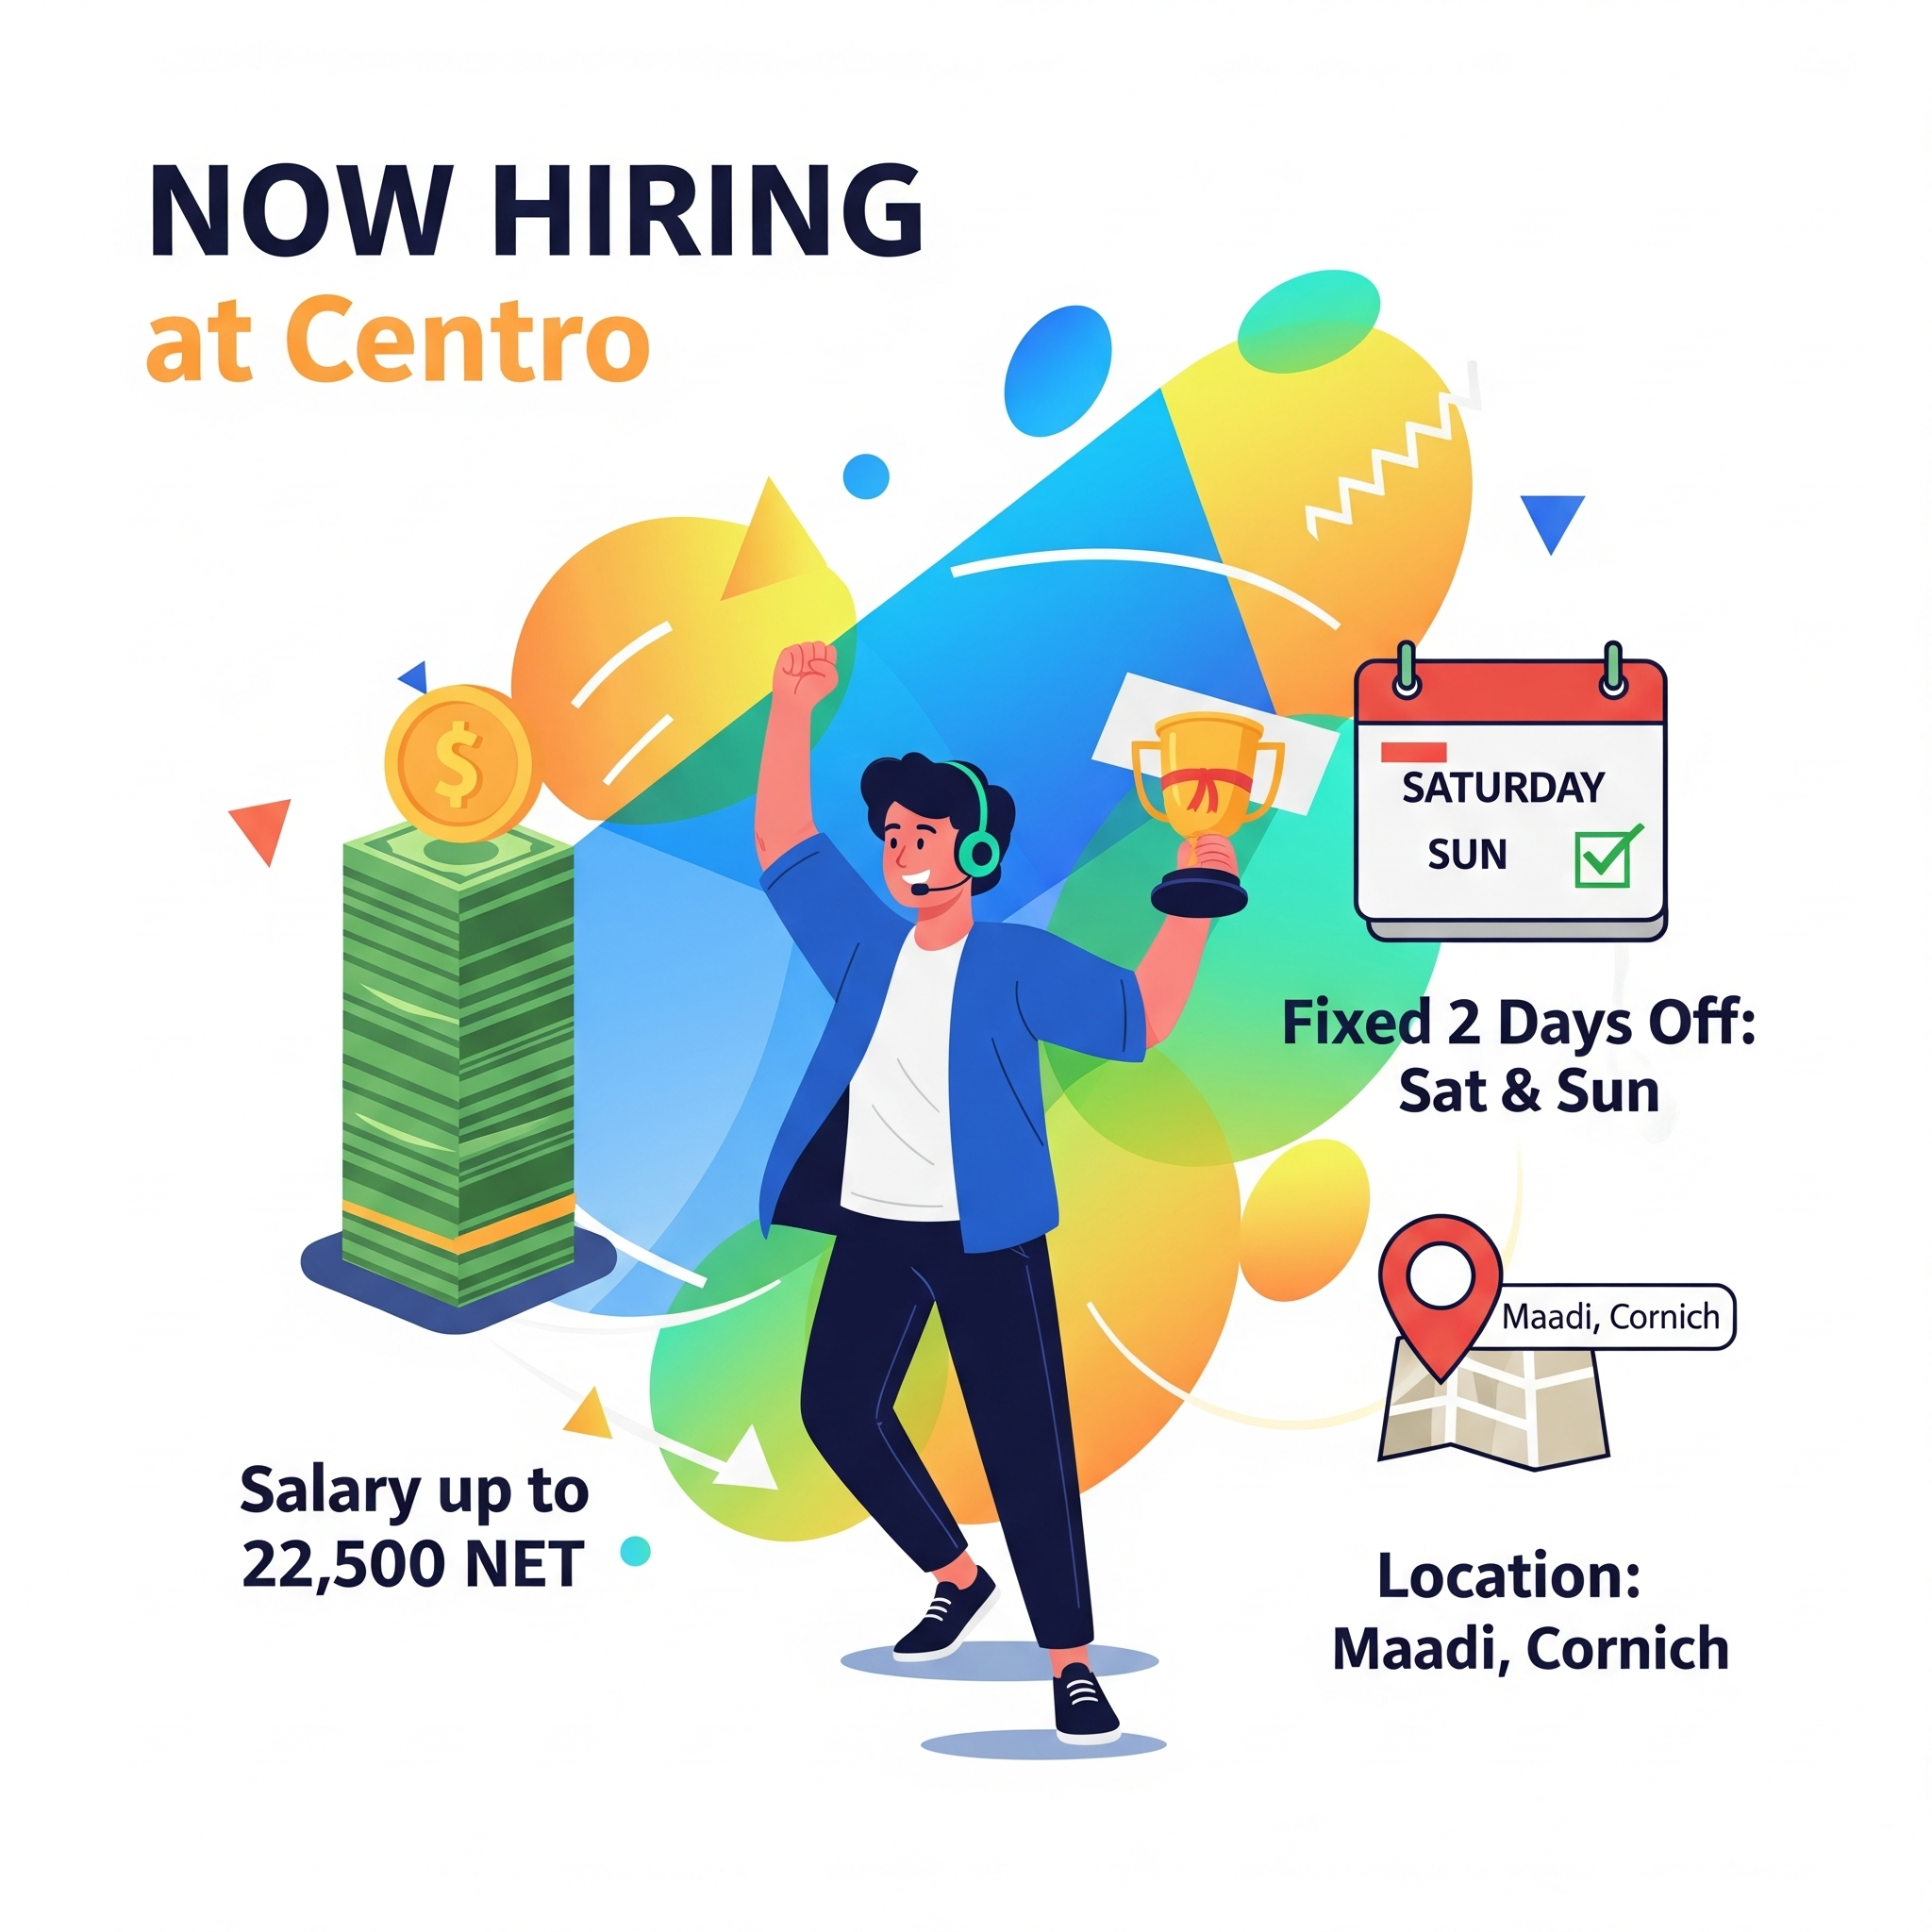 NOW HIRING
at Centro
$
SATURDAY
SUN
Fixed 2 Days Off:
Sat & Sun
Maadi, Cornich
Salary up to
22,500 NET
Location:
Maadi, Cornich